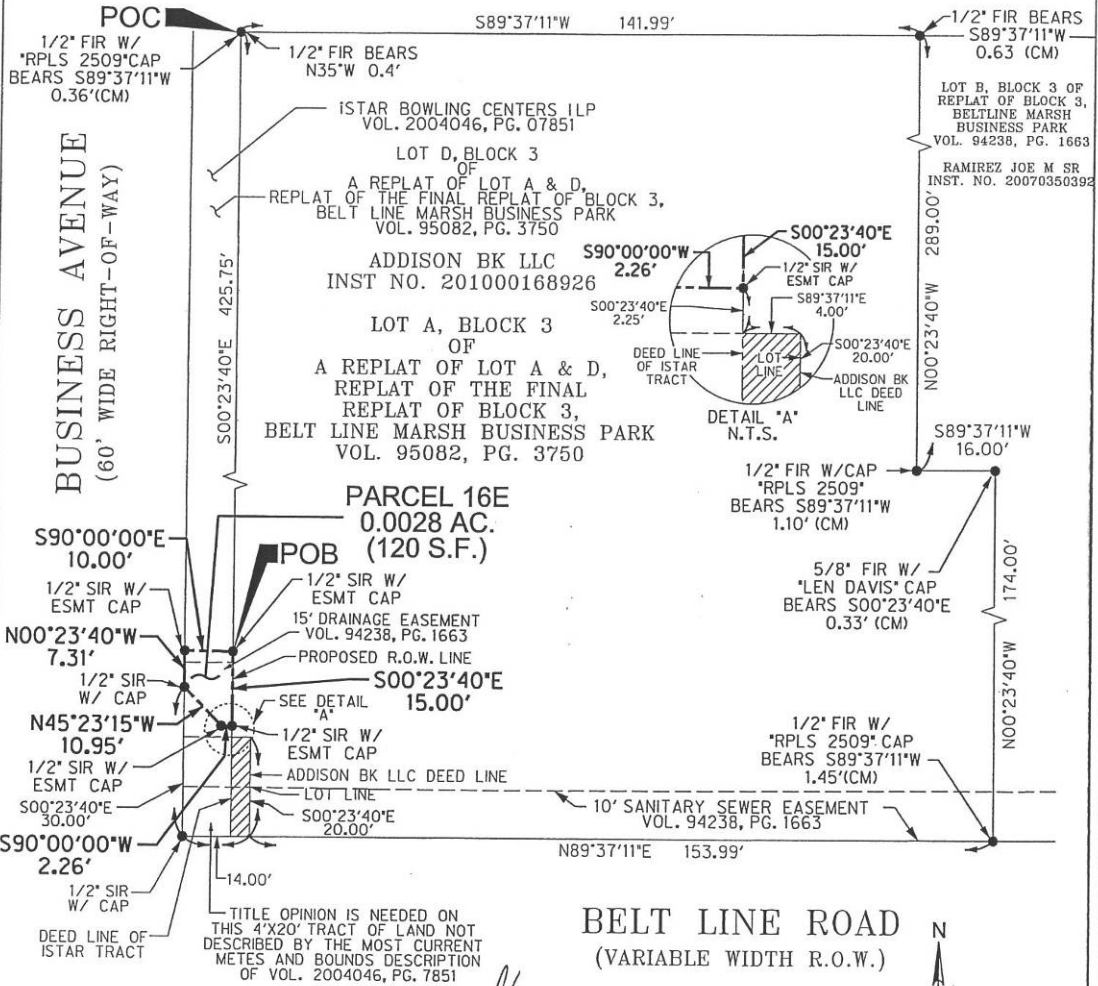 POC
1/2" FIR W/
"RPLS 2509"CAP
BEARS S89°37'11"W
0.36'(CM)
1/2" FIR BEARS
N35°W 0.4'
S89°37'11"W 141.99'
1/2" FIR BEARS
S89°37'11"W
0.63 (CM)
LOT B, BLOCK 3 OF
REPLAT OF BLOCK 3,
BELTLINE MARSH
BUSINESS PARK
VOL. 94238, PG. 1663
RAMIREZ JOE M SR
INST. NO. 20070350392
BUSINESS AVENUE
(60' WIDE RIGHT-OF-WAY)
S00°23'40"E 425.75'
ISTAR BOWLING CENTERS I LP
VOL. 2004046, PG. 07851
LOT D, BLOCK 3
OF
A REPLAT OF LOT A & D,
REPLAT OF THE FINAL REPLAT OF BLOCK 3,
BELT LINE MARSH BUSINESS PARK
VOL. 95082, PG. 3750
ADDISON BK LLC
INST NO. 201000168926
LOT A, BLOCK 3
OF
A REPLAT OF LOT A & D,
REPLAT OF THE FINAL
REPLAT OF BLOCK 3,
BELT LINE MARSH BUSINESS PARK
VOL. 95082, PG. 3750
S90°00'00"W
2.26'
S00°23'40"E
15.00'
1/2" SIR W/
ESMT CAP
S00°23'40"E
2.25'
S89°37'11"E
4.00'
DEED LINE
OF ISTAR
TRACT
LOT
LINE
S00°23'40"E
20.00'
ADDISON BK
LLC DEED
LINE
DETAIL "A"
N.T.S.
N00°23'40"W 289.00'
S89°37'11"W
16.00'
1/2" FIR W/CAP
"RPLS 2509"
BEARS S89°37'11"W
1.10' (CM)
5/8" FIR W/
"LEN DAVIS" CAP
BEARS S00°23'40"E
0.33' (CM)
N00°23'40"W 174.00'
PARCEL 16E
0.0028 AC.
(120 S.F.)
S90°00'00"E
10.00'
POB
1/2" SIR W/
ESMT CAP
1/2" SIR W/
ESMT CAP
15' DRAINAGE EASEMENT
VOL. 94238, PG. 1663
N00°23'40"W
7.31'
PROPOSED R.O.W. LINE
S00°23'40"E
15.00'
1/2" SIR
W/ CAP
SEE DETAIL
"A"
N45°23'15"W
10.95'
1/2" SIR W/
ESMT CAP
1/2" SIR W/
ESMT CAP
ADDISON BK LLC DEED LINE
LOT LINE
S00°23'40"E
30.00'
S00°23'40"E
20.00'
1/2" FIR W/
"RPLS 2509" CAP
BEARS S89°37'11"W
1.45'(CM)
10' SANITARY SEWER EASEMENT
VOL. 94238, PG. 1663
S90°00'00"W
2.26'
N89°37'11"E 153.99'
1/2" SIR
W/ CAP
14.00'
DEED LINE OF
ISTAR TRACT
TITLE OPINION IS NEEDED ON
THIS 4'X20' TRACT OF LAND NOT
DESCRIBED BY THE MOST CURRENT
METES AND BOUNDS DESCRIPTION
OF VOL. 2004046, PG. 7851
BELT LINE ROAD
(VARIABLE WIDTH R.O.W.)
N